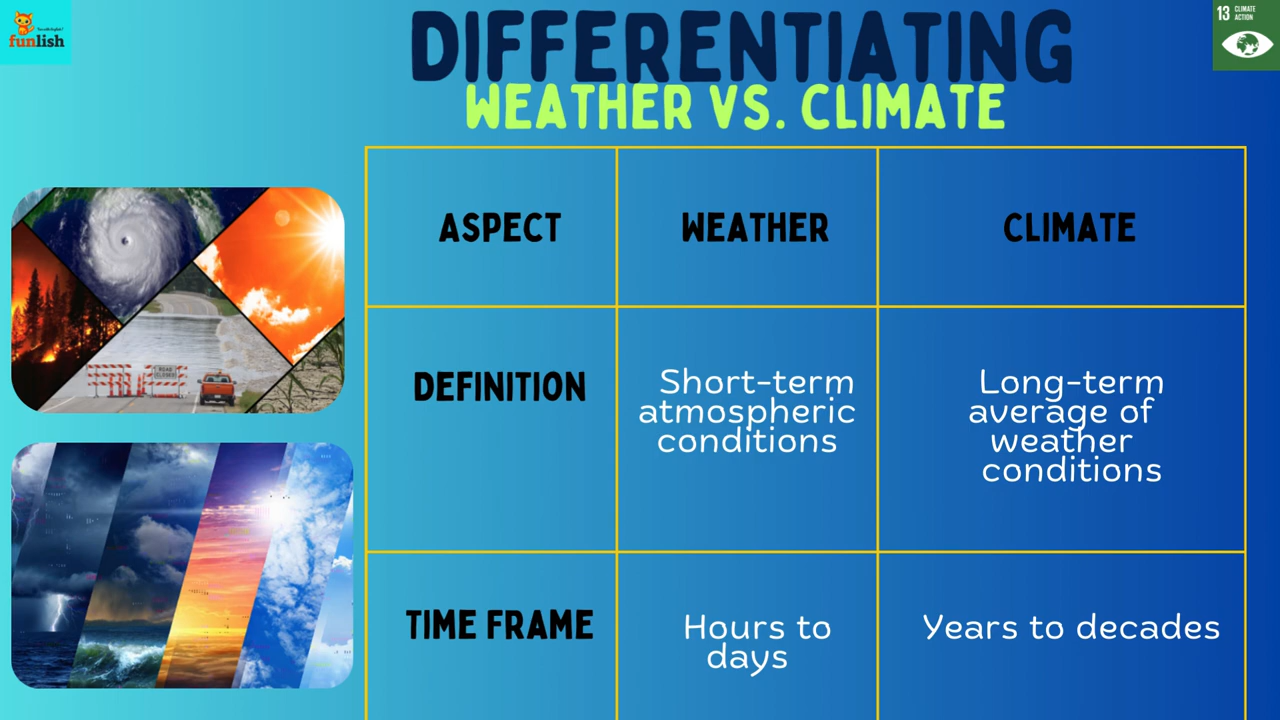 funlish
13 CLIMATE
ACTION
DIFFERENTIATING
WEATHER VS. CLIMATE
ASPECT
WEATHER
CLIMATE
DEFINITION
Short-term
atmospheric
conditions
Long-term
average of
weather
conditions
ROAD
CLOSED
TIME FRAME
Hours to
days
Years to decades